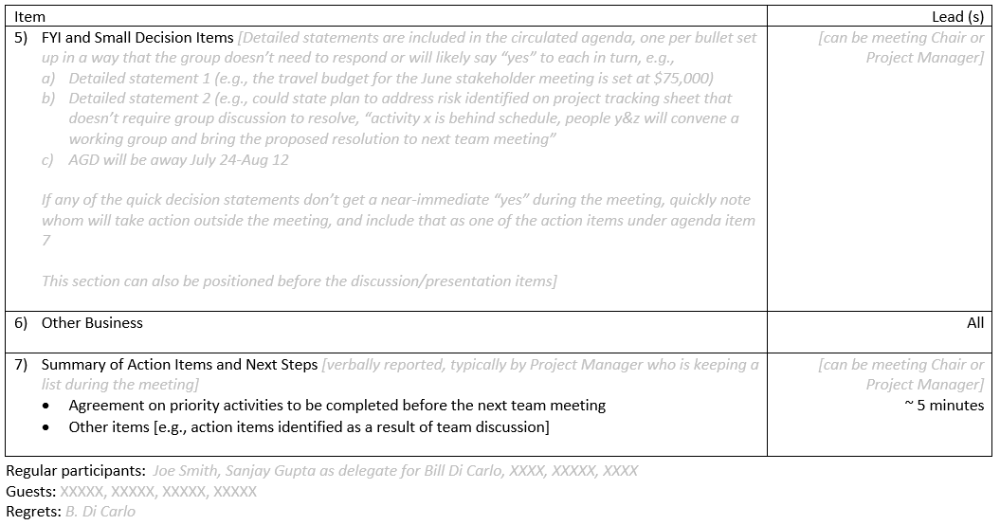 Item Lead (s)
5) FYI and Small Decision Items [Detailed statements are included in the circulated agenda, one per bullet set [can be meeting Chair or
up in a way that the group doesn’t need to respond or will likely say “yes” to each in turn, e.g., Project Manager]
a) Detailed statement 1 (e.g., the travel budget for the June stakeholder meeting is set at $75,000)
b) Detailed statement 2 (e.g., could state plan to address risk identified on project tracking sheet that
doesn’t require group discussion to resolve, “activity x is behind schedule, people y&z will convene a
working group and bring the proposed resolution to next team meeting”
c) AGD will be away July 24-Aug 12
If any of the quick decision statements don’t get a near-immediate “yes” during the meeting, quickly note
whom will take action outside the meeting, and include that as one of the action items under agenda item
7
This section can also be positioned before the discussion/presentation items]
6) Other Business All
7) Summary of Action Items and Next Steps [verbally reported, typically by Project Manager who is keeping a [can be meeting Chair or
list during the meeting] Project Manager]
• Agreement on priority activities to be completed before the next team meeting ~ 5 minutes
• Other items [e.g., action items identified as a result of team discussion]
Regular participants: Joe Smith, Sanjay Gupta as delegate for Bill Di Carlo, XXXX, XXXXX, XXXX
Guests: XXXXX, XXXXX, XXXXX, XXXXX
Regrets: B. Di Carlo